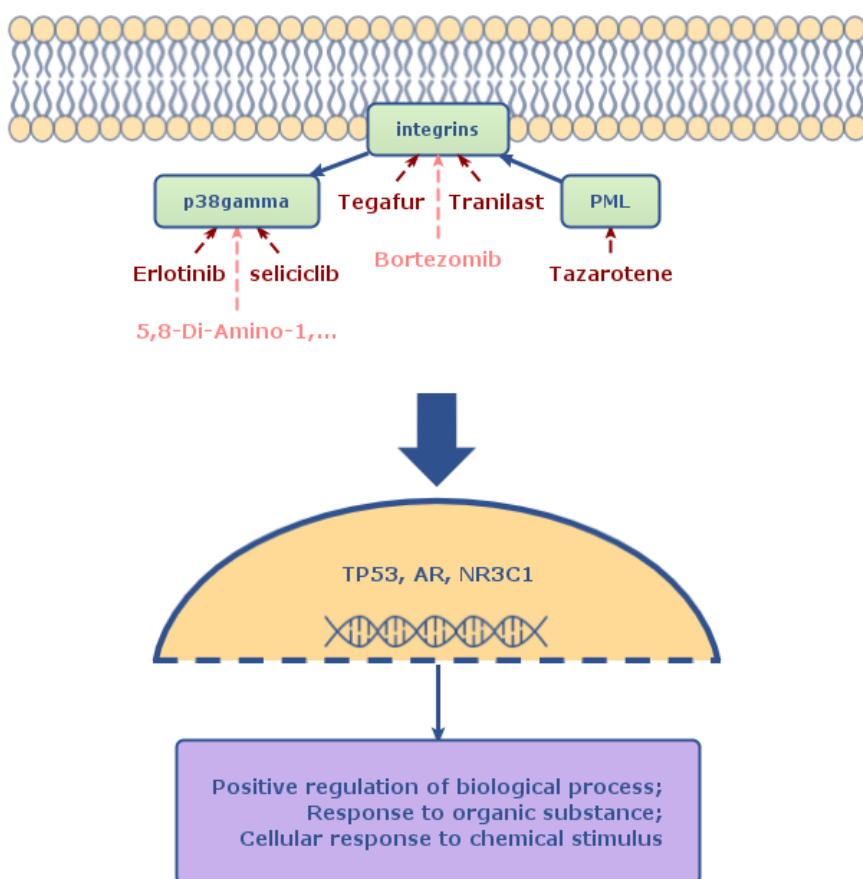 integrins
p38gamma
Tegafur
Tranilast
PML
Bortezomib
Erlotinib
seliciclib
Tazarotene
5,8-Di-Amino-1,...
TP53, AR, NR3C1
Positive regulation of biological process;
Response to organic substance;
Cellular response to chemical stimulus